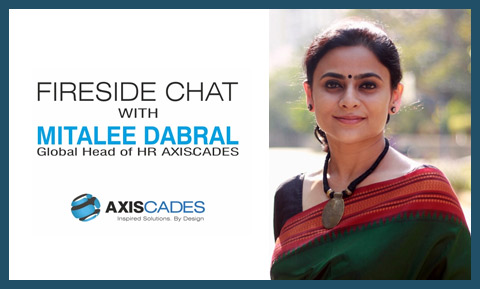 FIRESIDE CHAT
WITH
MITALEE DABRAL
Global Head of HR AXISCADES
AXISCADES
Inspired Solutions. By Design